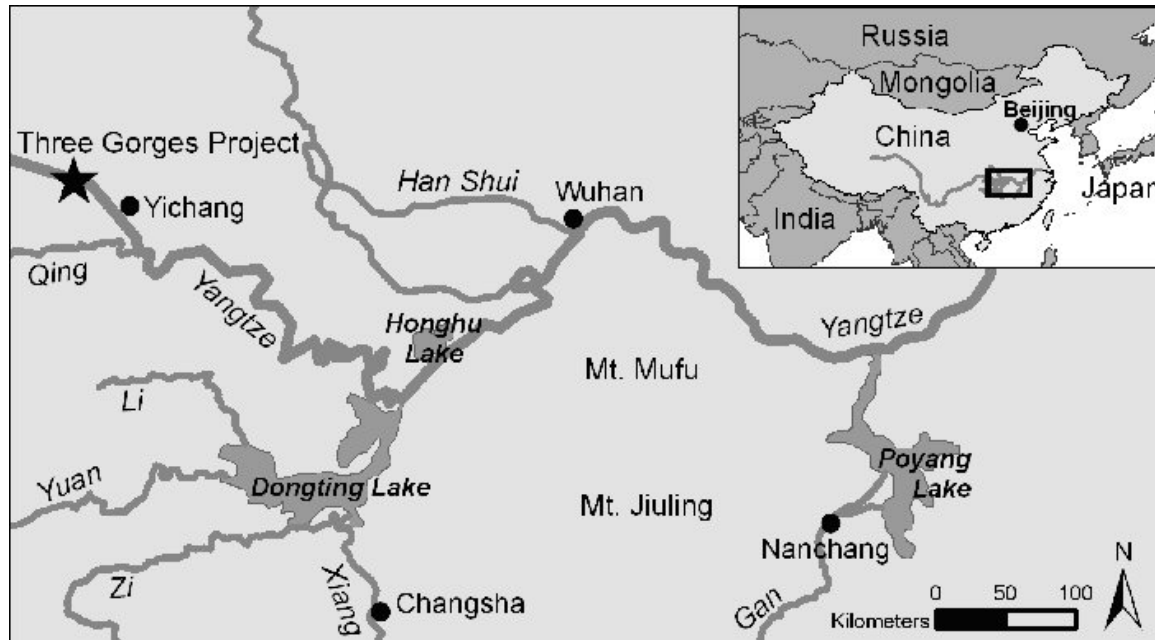 Three Gorges Project
Yichang
Qing
Yangtze
Han Shui
Wuhan
Honghu
Lake
Li
Yuan
Dongting Lake
Zi
Xiang
Changsha
Mt. Mufu
Mt. Jiuling
Yangtze
Poyang
Lake
Nanchang
Gan
Russia
Mongolia
Beijing
China
Japan
India
N
0 50 100
Kilometers